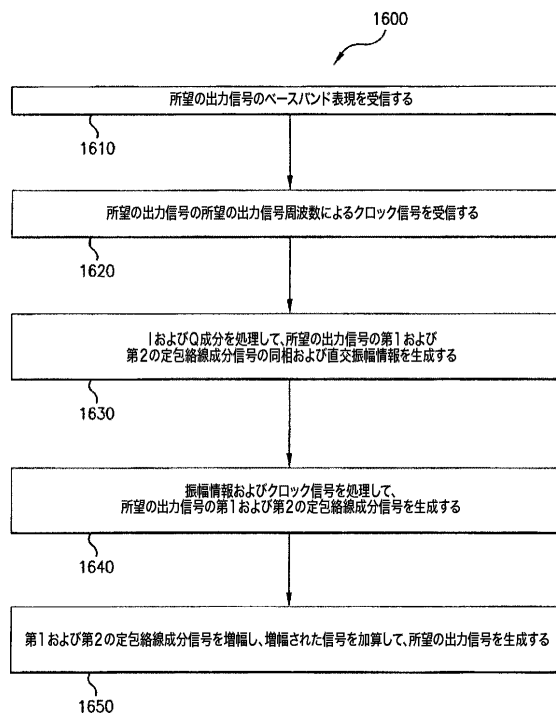 1600
所望の出力信号のベースバンド表現を受信する
1610
所望の出力信号の所望の出力信号周波数によるクロック信号を受信する
1620
IおよびQ成分を処理して、所望の出力信号の第1および
第2の定包絡線成分信号の同相および直交振幅情報を生成する
1630
振幅情報およびクロック信号を処理して、
所望の出力信号の第1および第2の定包絡線成分信号を生成する
1640
第1および第2の定包絡線成分信号を増幅し、増幅された信号を加算して、所望の出力信号を生成する
1650